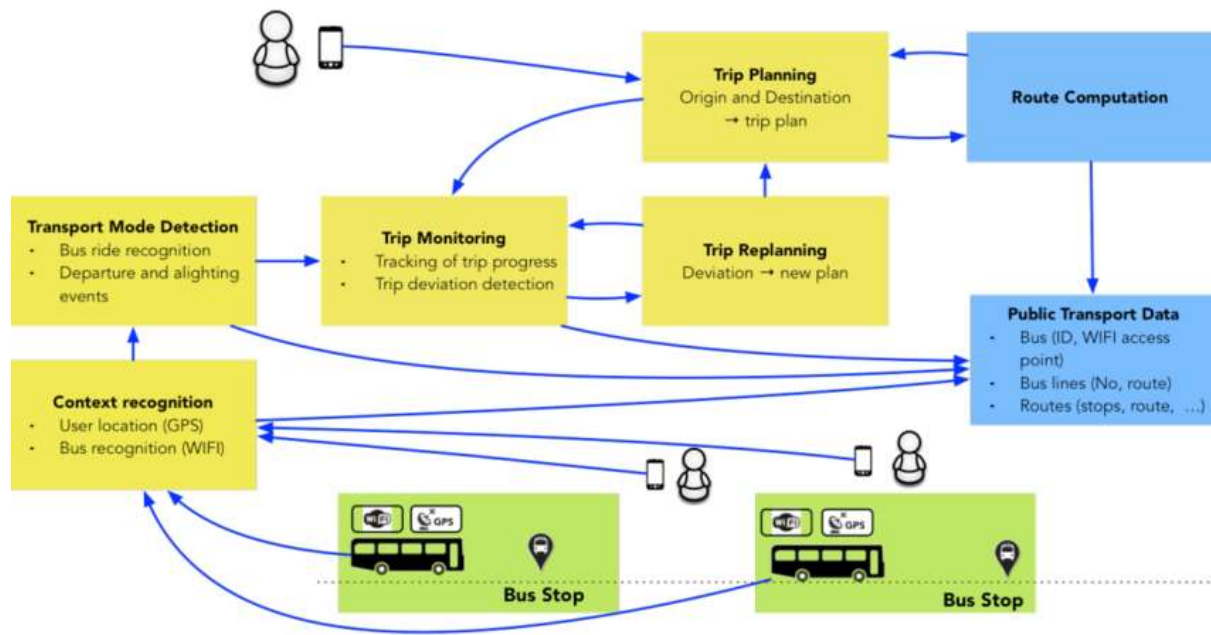 Trip Planning
Origin and Destination
→ trip plan
Route Computation
Transport Mode Detection
- Bus ride recognition
- Departure and alighting
events
Trip Monitoring
- Tracking of trip progress
- Trip deviation detection
Trip Replanning
Deviation → new plan
Public Transport Data
- Bus (ID, WIFI access
point)
- Bus lines (No, route)
- Routes (stops, route, ...)
Context recognition
- User location (GPS)
- Bus recognition (WIFI)
WiFi
GPS
Bus Stop
WiFi
GPS
Bus Stop